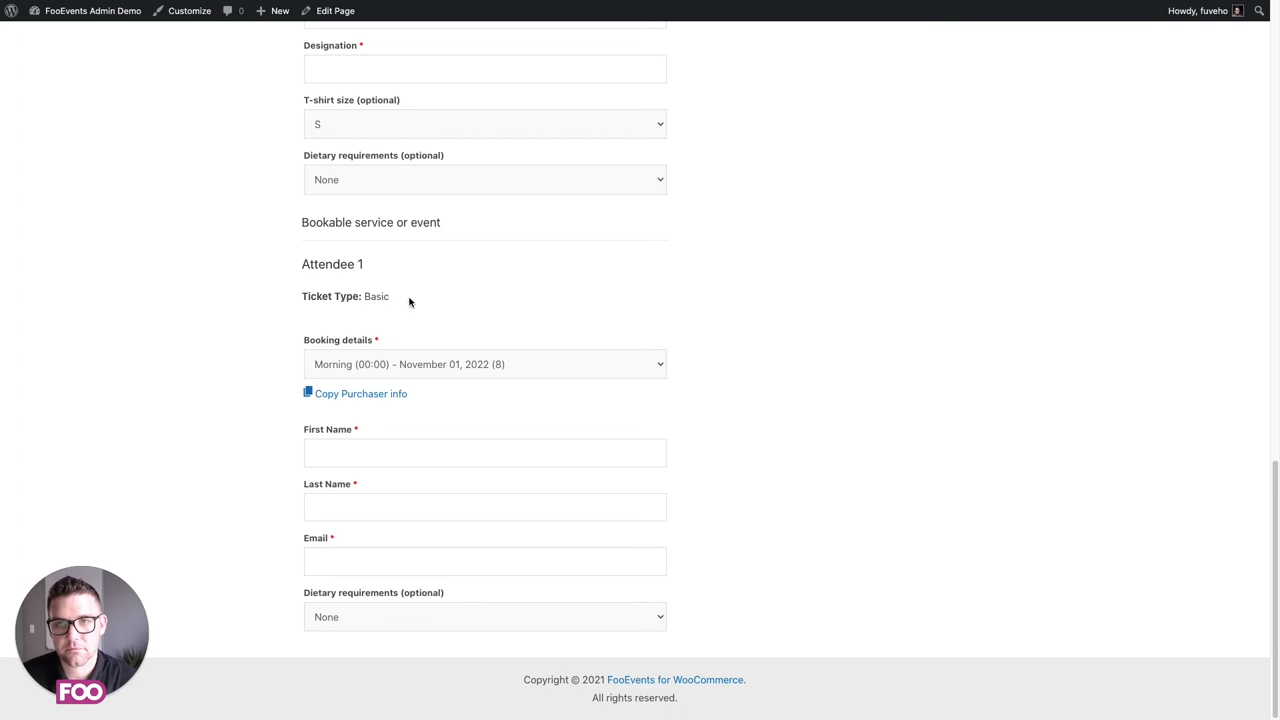 FooEvents Admin Demo Customize 0 New Edit Page Howdy, fuveho
Designation *
T-shirt size (optional)
S
Dietary requirements (optional)
None
Bookable service or event
Attendee 1
Ticket Type: Basic
Booking details *
Morning (00:00) - November 01, 2022 (8)
Copy Purchaser info
First Name *
Last Name *
Email *
Dietary requirements (optional)
None
FOO
Copyright © 2021 FooEvents for WooCommerce.
All rights reserved.